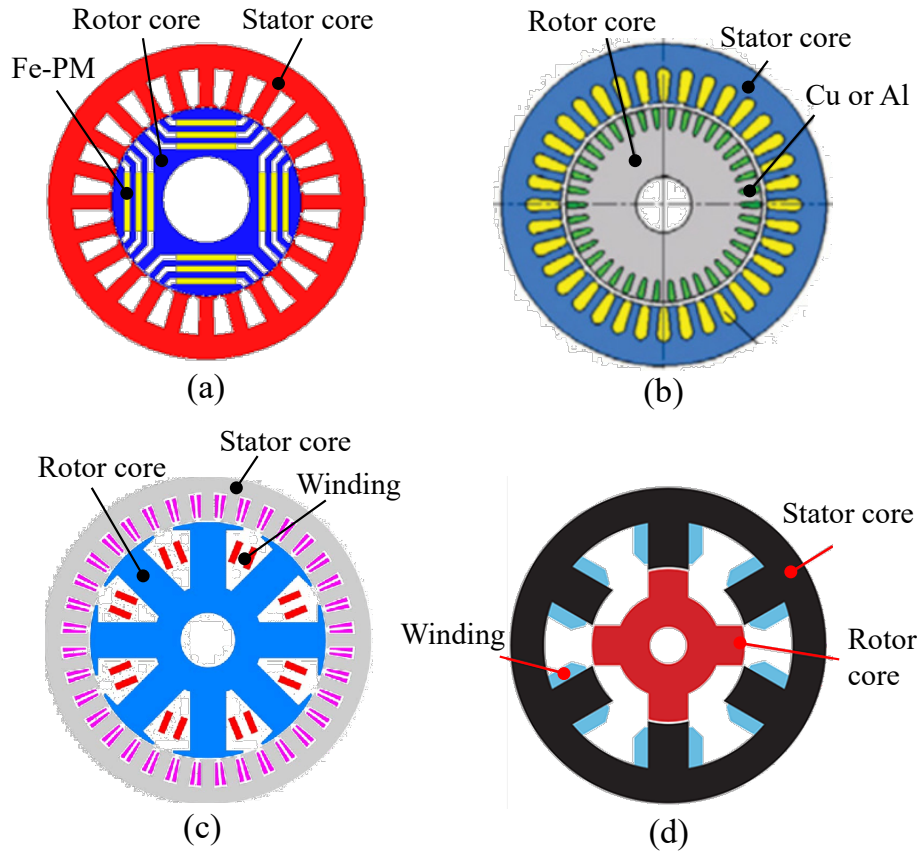 Rotor core
Stator core
Fe-PM
(a)
Rotor core
Stator core
Cu or Al
(b)
Rotor core
Stator core
Winding
(c)
Stator core
Winding
Rotor
core
(d)